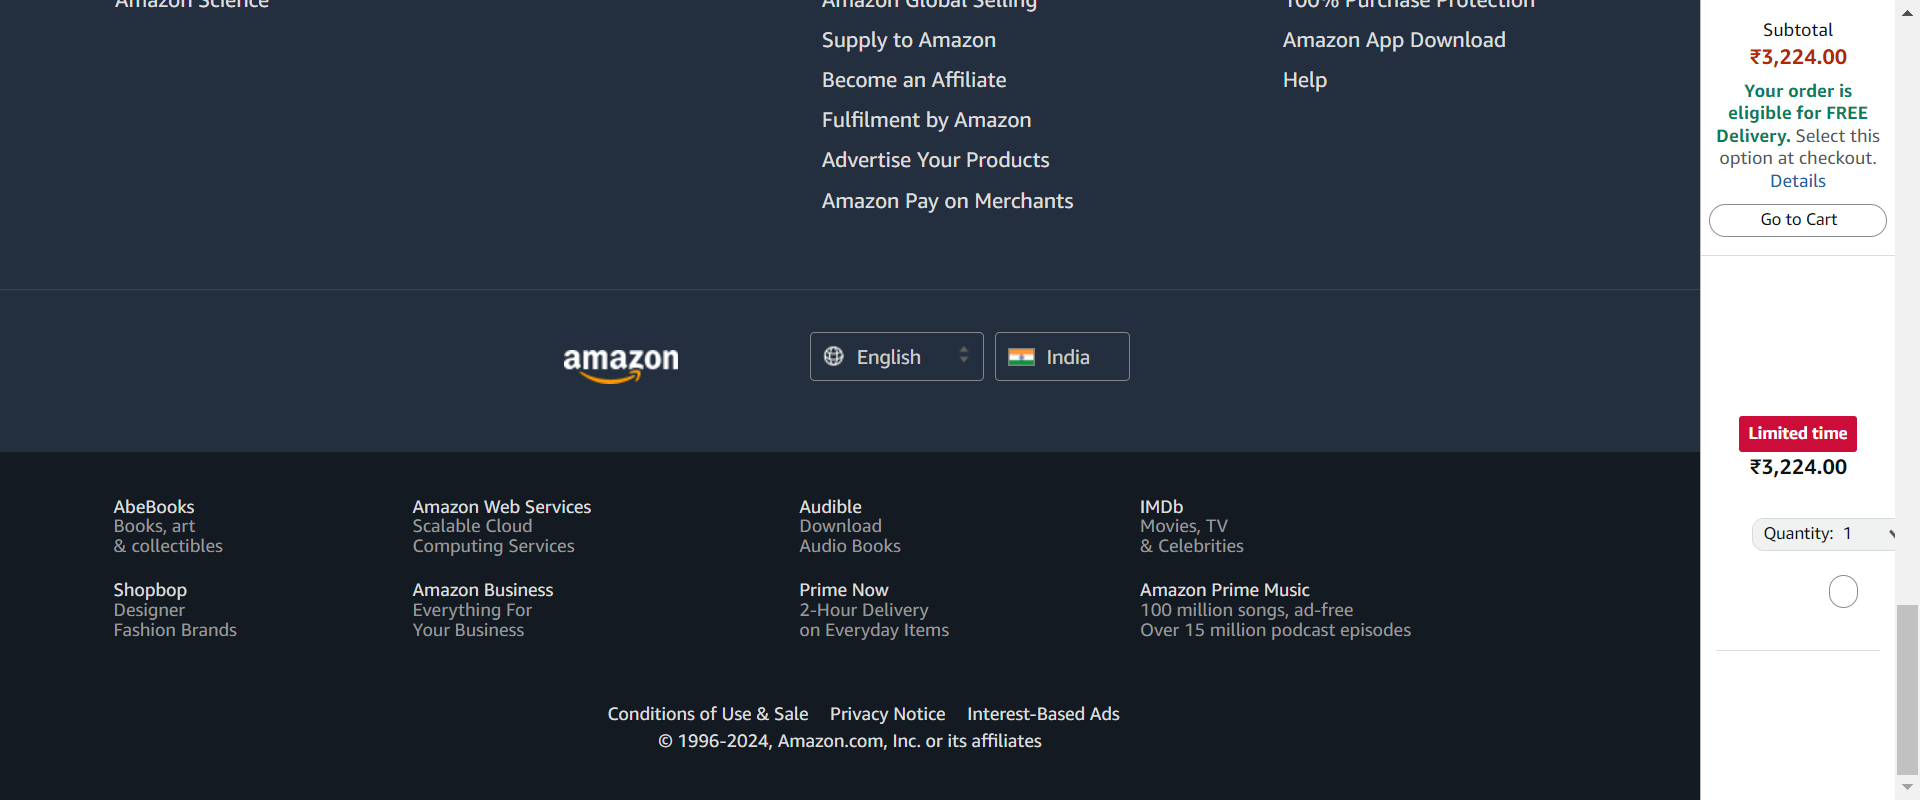 Amazon Science
Amazon Global Selling
Supply to Amazon
Become an Affiliate
Fulfilment by Amazon
Advertise Your Products
Amazon Pay on Merchants
100% Purchase Protection
Amazon App Download
Help
amazon
English
India
AbeBooks
Books, art
& collectibles
Amazon Web Services
Scalable Cloud
Computing Services
Audible
Download
Audio Books
IMDb
Movies, TV
& Celebrities
Shopbop
Designer
Fashion Brands
Amazon Business
Everything For
Your Business
Prime Now
2-Hour Delivery
on Everyday Items
Amazon Prime Music
100 million songs, ad-free
Over 15 million podcast episodes
Conditions of Use & Sale Privacy Notice Interest-Based Ads
© 1996-2024, Amazon.com, Inc. or its affiliates
Subtotal
₹3,224.00
Your order is
eligible for FREE
Delivery. Select this
option at checkout.
Details
Go to Cart
Limited time
₹3,224.00
Quantity: 1